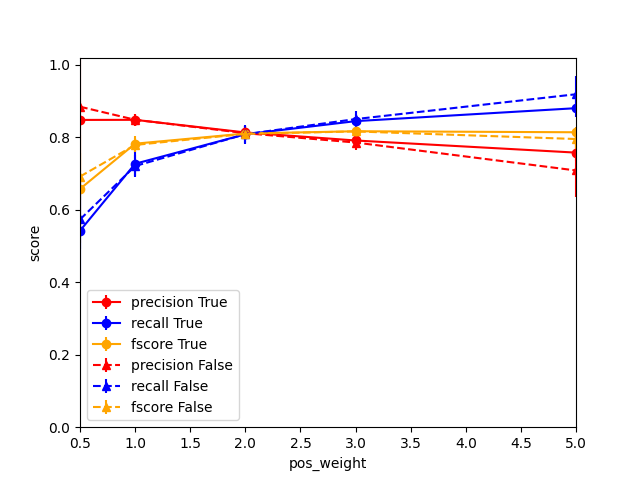 1.0
0.8
0.6
0.4
0.2
0.0
score
precision True
recall True
fscore True
precision False
recall False
fscore False
0.5 1.0 1.5 2.0 2.5 3.0 3.5 4.0 4.5 5.0
pos_weight